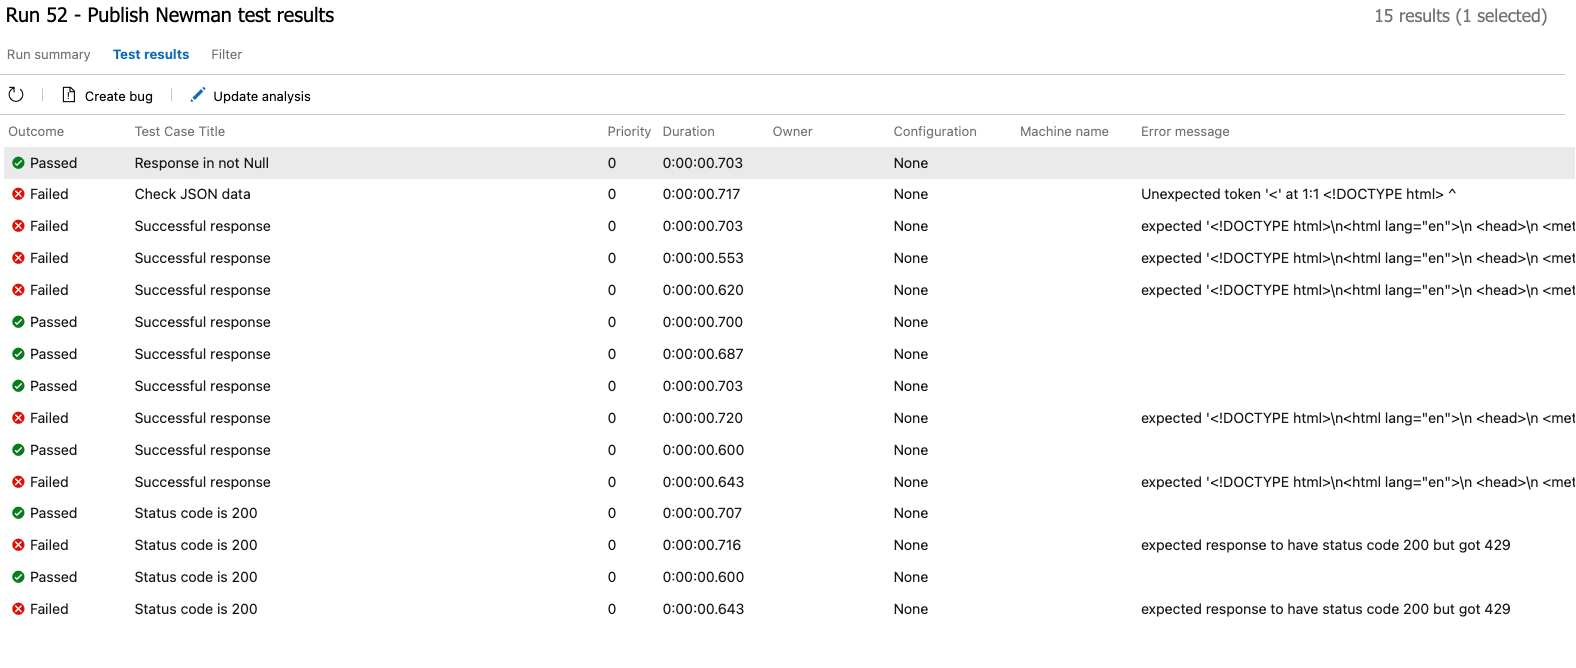 Run 52 - Publish Newman test results
15 results (1 selected)
Run summary Test results Filter
Create bug Update analysis
Outcome Test Case Title Priority Duration Owner Configuration Machine name Error message
Passed Response in not Null 0 0:00:00.703 None
Failed Check JSON data 0 0:00:00.717 None Unexpected token '<' at 1:1 <!DOCTYPE html> ^
Failed Successful response 0 0:00:00.703 None expected '<!DOCTYPE html>\n<html lang="en">\n <head>\n <met
Failed Successful response 0 0:00:00.553 None expected '<!DOCTYPE html>\n<html lang="en">\n <head>\n <met
Failed Successful response 0 0:00:00.620 None expected '<!DOCTYPE html>\n<html lang="en">\n <head>\n <met
Passed Successful response 0 0:00:00.700 None
Passed Successful response 0 0:00:00.687 None
Passed Successful response 0 0:00:00.703 None
Failed Successful response 0 0:00:00.720 None expected '<!DOCTYPE html>\n<html lang="en">\n <head>\n <met
Passed Successful response 0 0:00:00.600 None
Failed Successful response 0 0:00:00.643 None expected '<!DOCTYPE html>\n<html lang="en">\n <head>\n <met
Passed Status code is 200 0 0:00:00.707 None
Failed Status code is 200 0 0:00:00.716 None expected response to have status code 200 but got 429
Passed Status code is 200 0 0:00:00.600 None
Failed Status code is 200 0 0:00:00.643 None expected response to have status code 200 but got 429